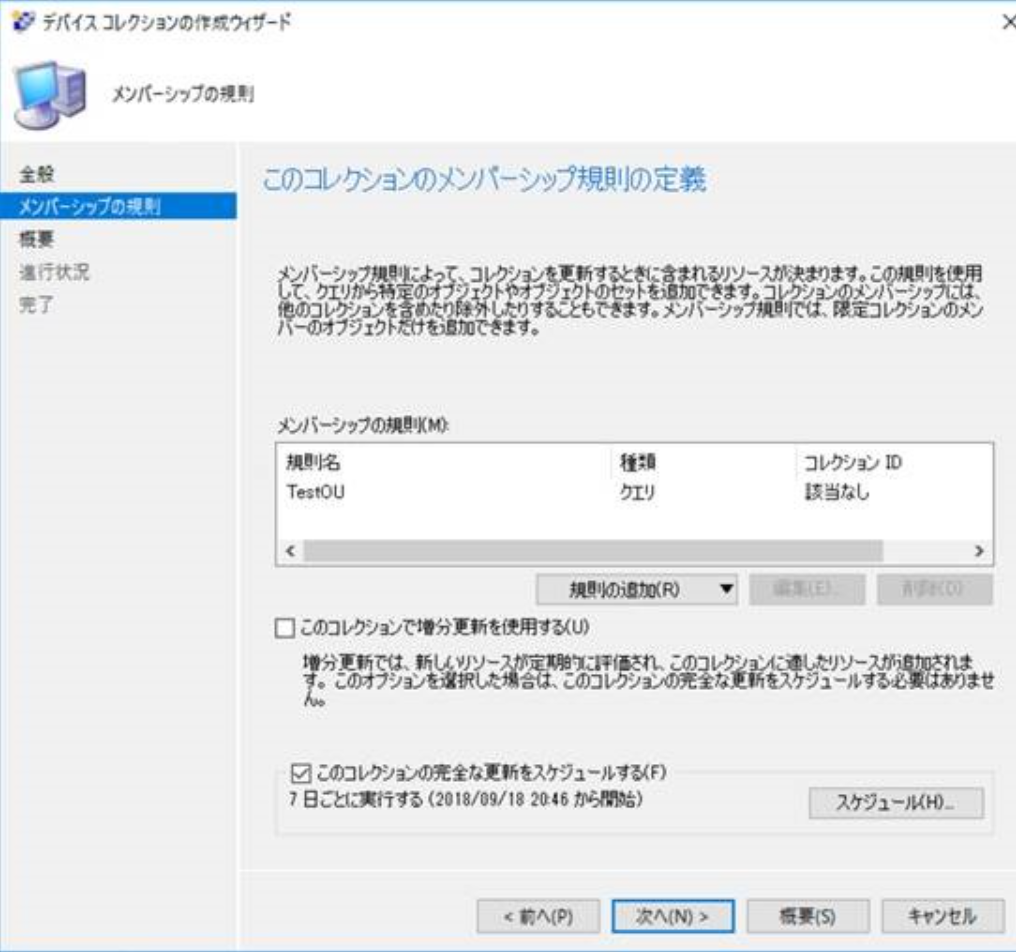 デバイス コレクションの作成ウィザード
メンバーシップの規則
全般
メンバーシップの規則
概要
進行状況
完了
このコレクションのメンバーシップ規則の定義
メンバーシップ規則によって、コレクションを更新するときに含まれるリソースが決まります。この規則を使用
して、クエリから特定のオブジェクトやオブジェクトのセットを追加できます。コレクションのメンバーシップには、
他のコレクションを含めたり除外したりすることもできます。メンバーシップ規則では、限定コレクションのメン
バーのオブジェクトだけを追加できます。
メンバーシップの規則(M):
規則名 種類 コレクション ID
TestOU クエリ 該当なし
規則の追加(R) 編集(E)... 削除(D)
このコレクションで増分更新を使用する(U)
増分更新では、新しいリソースが定期的に評価され、このコレクションに適したリソースが追加されま
す。このオプションを選択した場合は、このコレクションの完全な更新をスケジュールする必要はありませ
ん。
このコレクションの完全な更新をスケジュールする(F)
7 日ごとに実行する (2018/09/18 20:46 から開始)
スケジュール(H)...
< 前へ(P) 次へ(N) > 概要(S) キャンセル